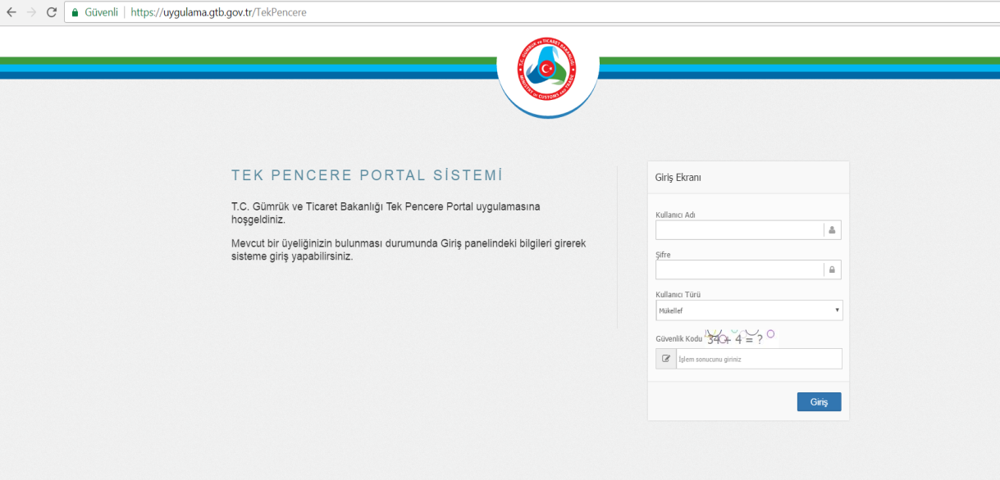 Güvenli | https://uygulama.gtb.gov.tr/TekPencere
T.C. GÜMRÜK ve TİCARET BAKANLIĞI
MINISTRY OF CUSTOMS AND TRADE
TEK PENCERE PORTAL SİSTEMİ
T.C. Gümrük ve Ticaret Bakanlığı Tek Pencere Portal uygulamasına
hoşgeldiniz.
Mevcut bir üyeliğinizin bulunması durumunda Giriş panelindeki bilgileri girerek
sisteme giriş yapabilirsiniz.
Giriş Ekranı
Kullanıcı Adı
Şifre
Kullanıcı Türü
Mükellef
Güvenlik Kodu 34 + 4 = ?
İşlem sonucunu giriniz
Giriş